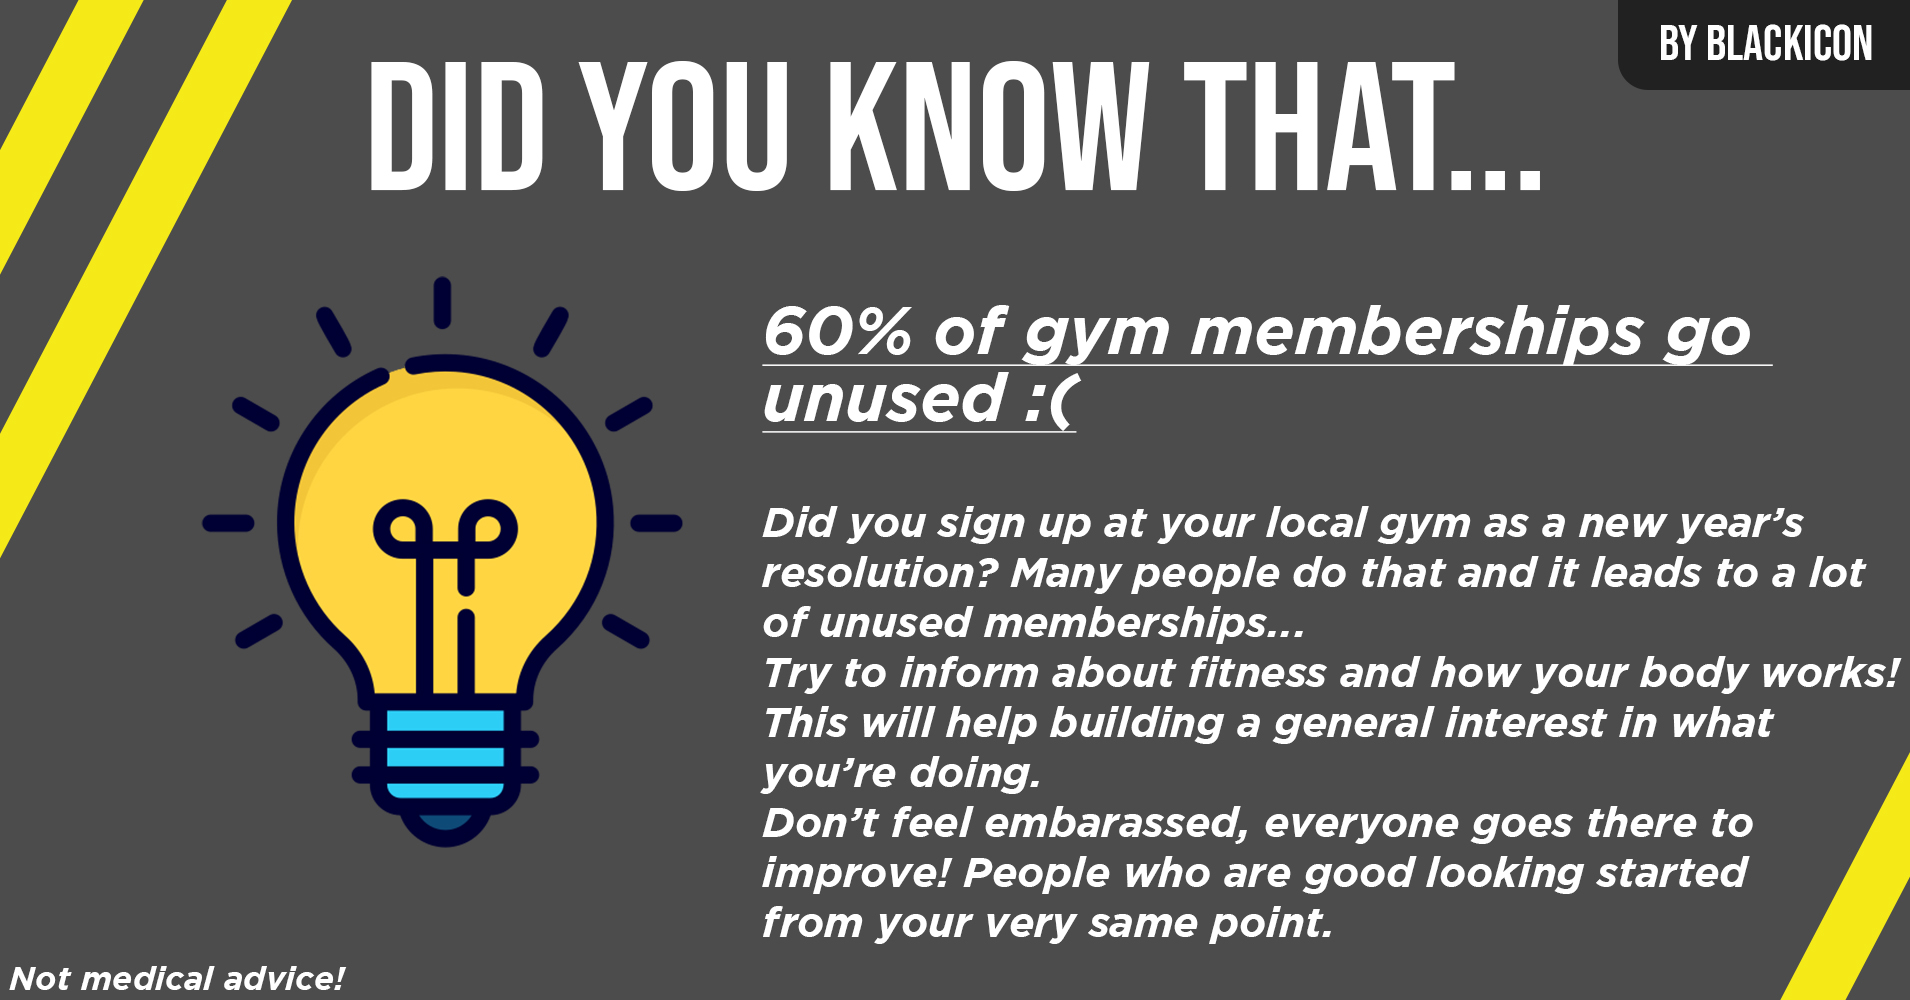 BY BLACKICON
DID YOU KNOW THAT...
60% of gym memberships go
unused :(
Did you sign up at your local gym as a new year’s
resolution? Many people do that and it leads to a lot
of unused memberships...
Try to inform about fitness and how your body works!
This will help building a general interest in what
you’re doing.
Don’t feel embarassed, everyone goes there to
improve! People who are good looking started
from your very same point.
Not medical advice!